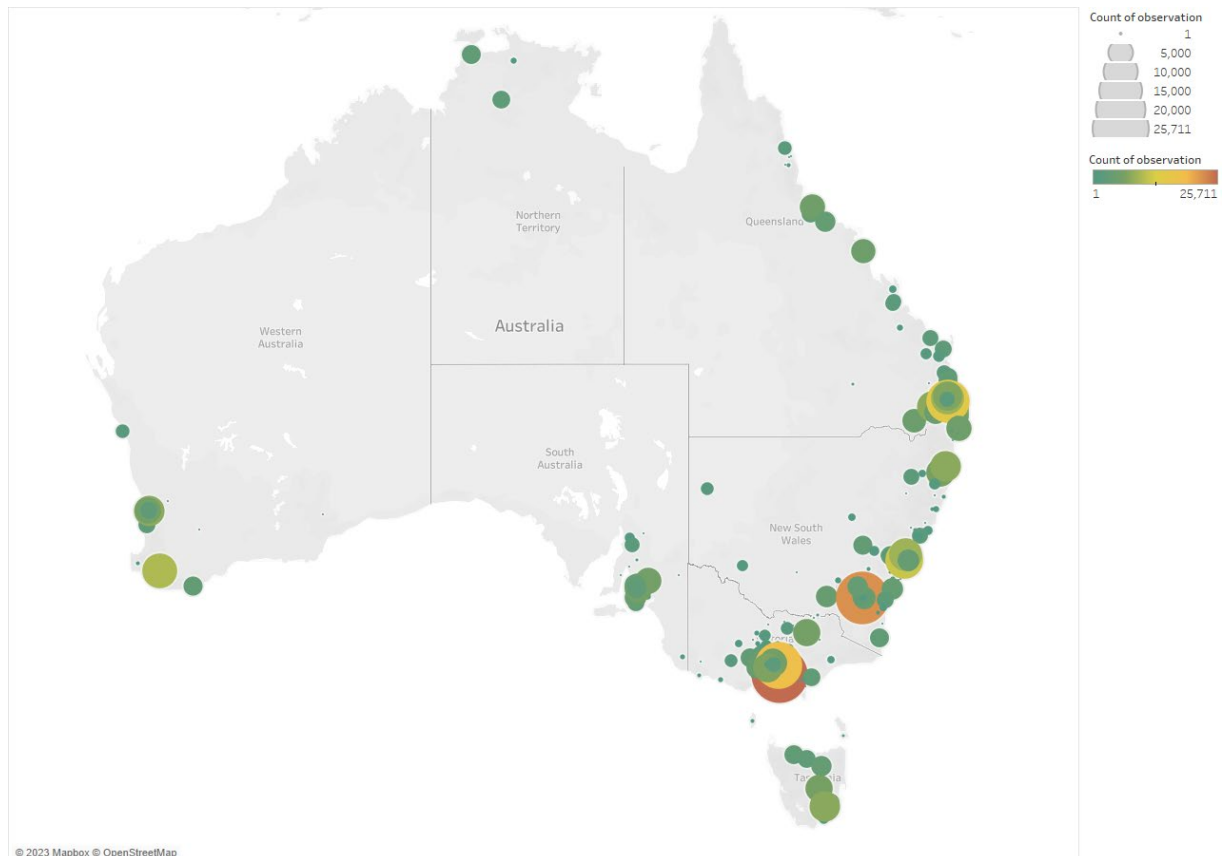 Count of observation
1
5,000
10,000
15,000
20,000
25,711
Count of observation
1 25,711
Northern
Territory
Queensland
Australia
Western
Australia
South
Australia
New South
Wales
© 2023 Mapbox © OpenStreetMap